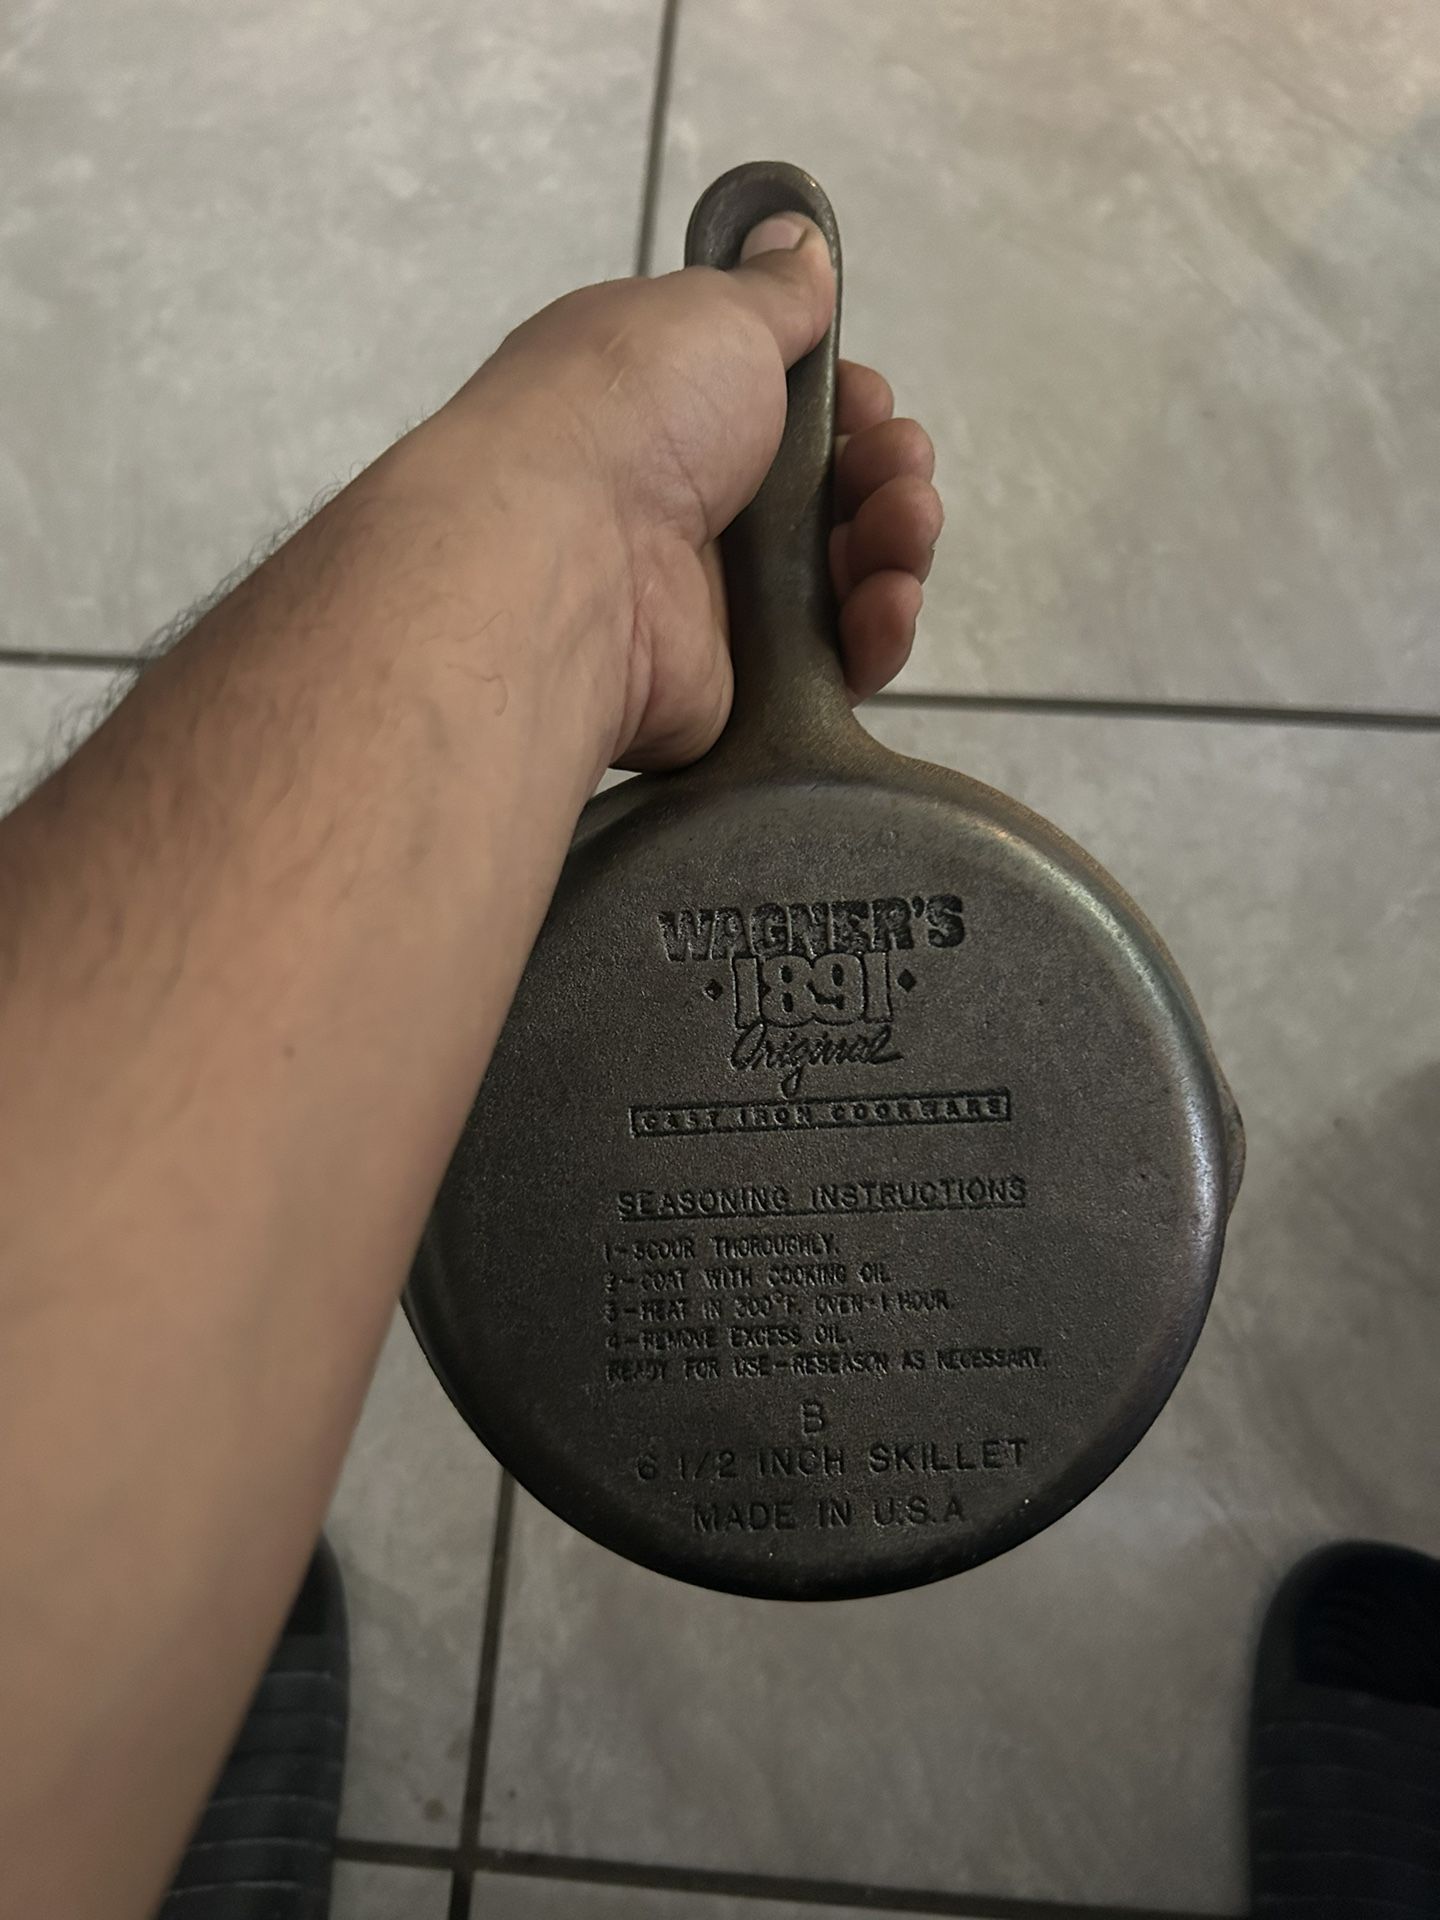 WAGNER'S
1891
Original
CAST IRON COOKWARE
SEASONING INSTRUCTIONS
1-SCOUR THOROUGHLY.
2-COAT WITH COOKING OIL
3-HEAT IN 300°F. OVEN-1 HOUR.
4-REMOVE EXCESS OIL.
READY FOR USE-RESEASON AS NECESSARY.
B
6 1/2 INCH SKILLET
MADE IN U.S.A